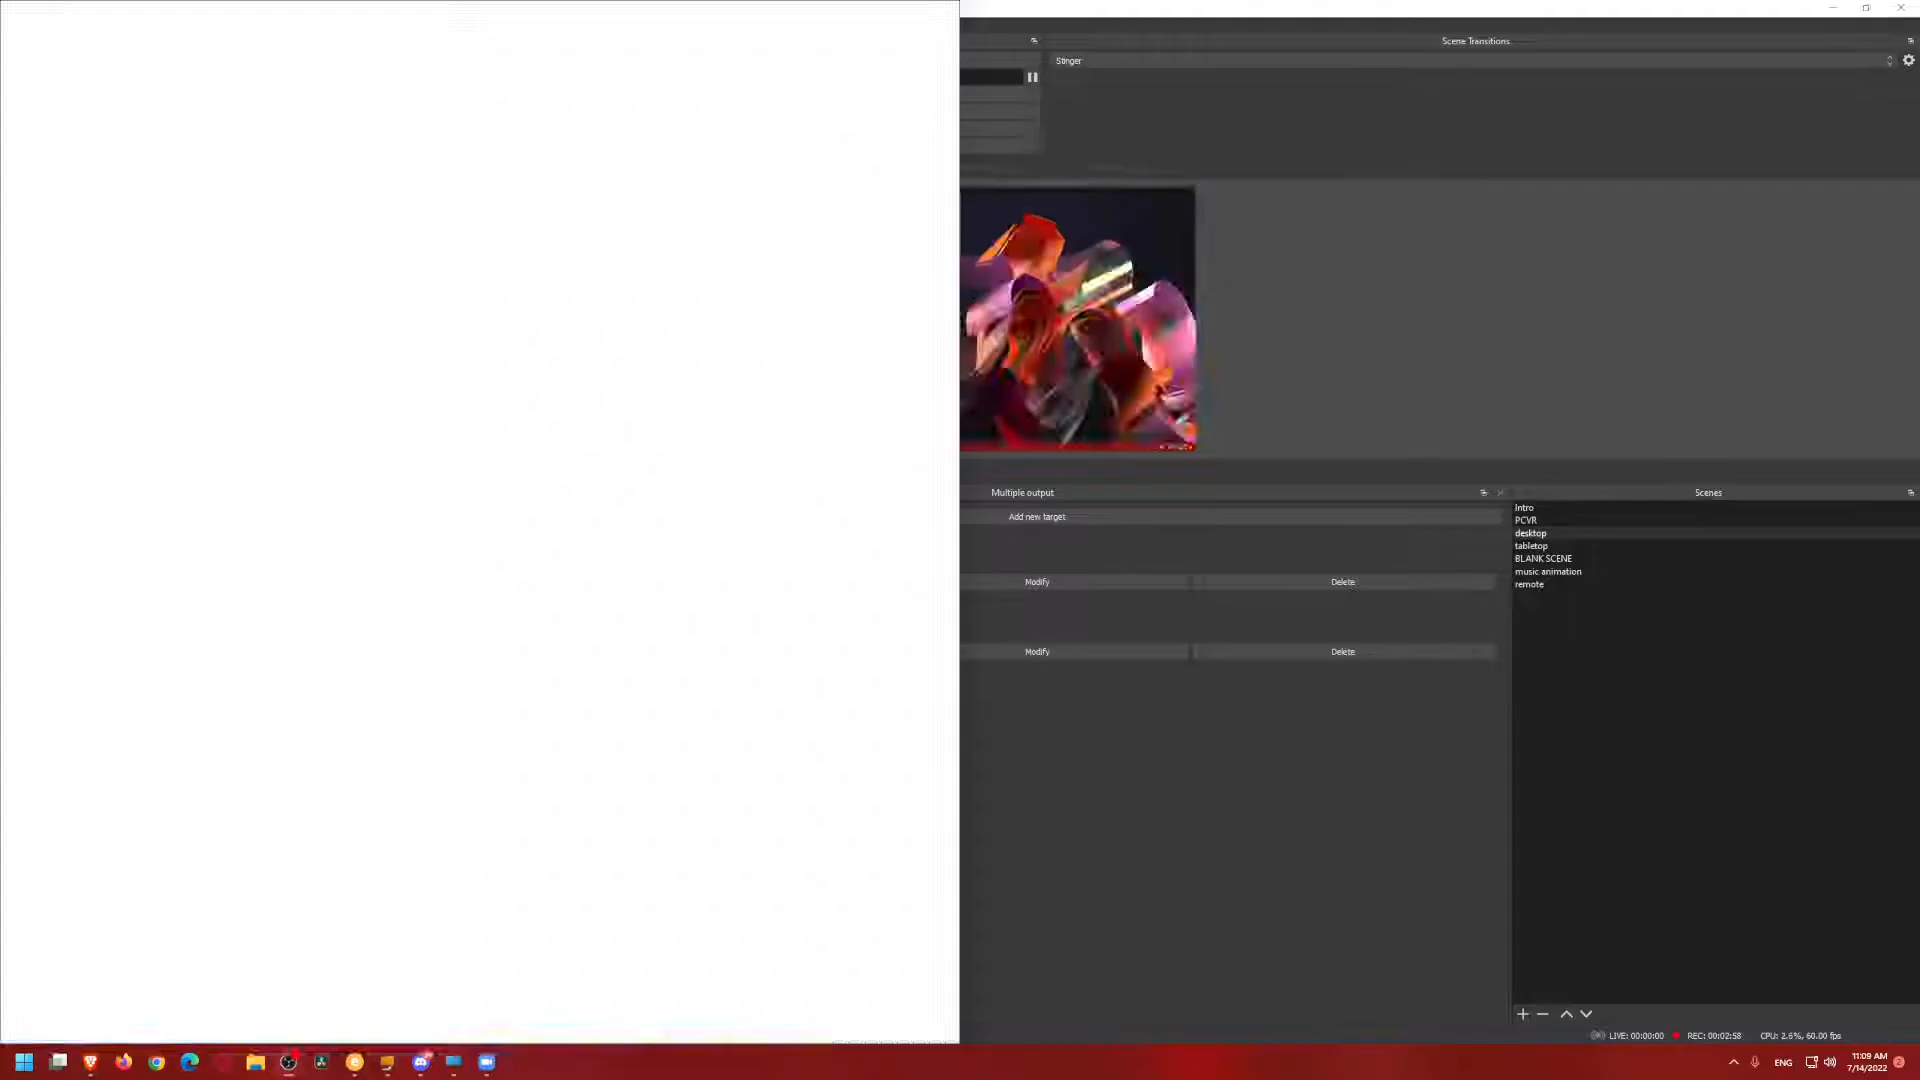 Scene Transitions
Stinger
Multiple output
Scenes
Add new target
Intro
PCVR
desktop
tabletop
BLANK SCENE
music animation
remote
Modify
Delete
Modify
Delete
LIVE: 00:00:00
REC: 00:02:58
CPU: 2.6%, 60.00 fps
ENG
11:09 AM
7/14/2022
2